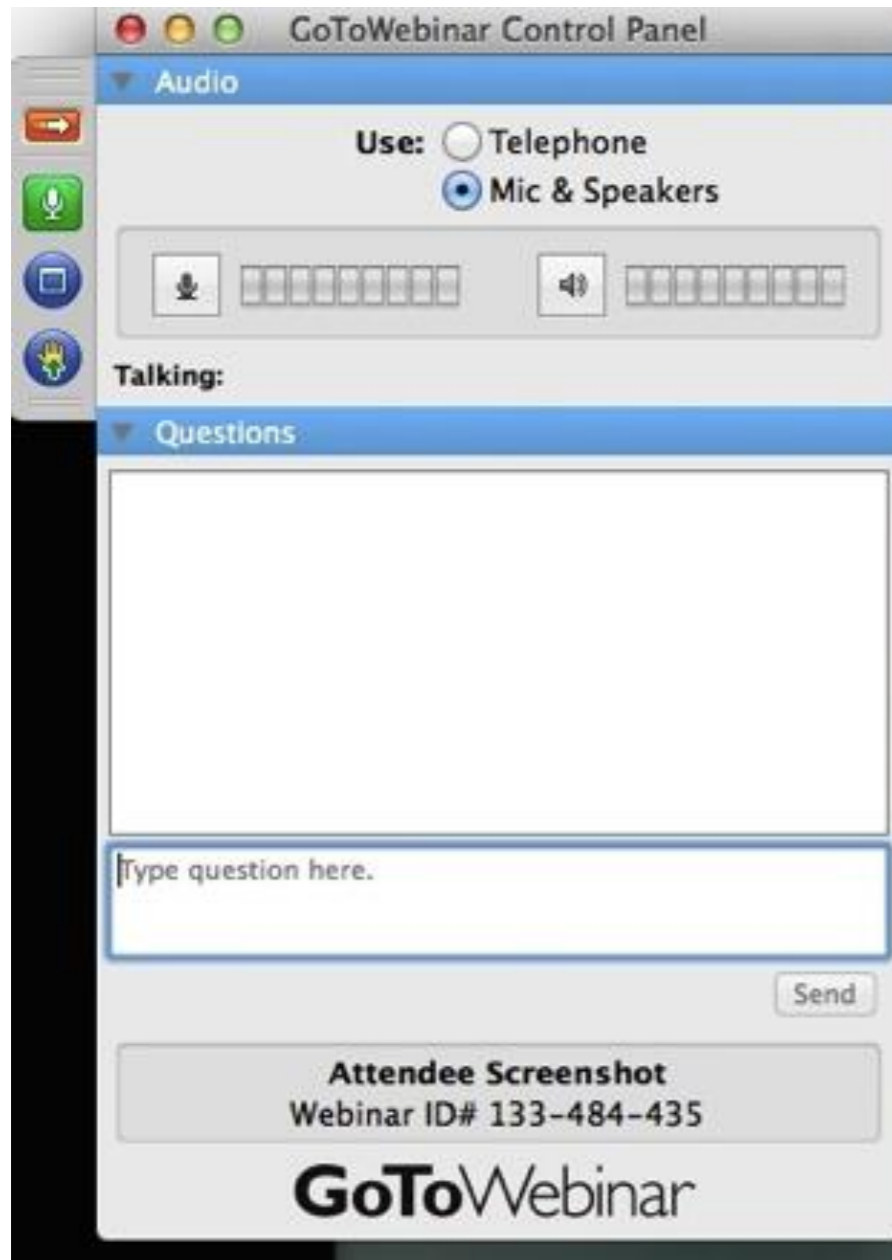 GoToWebinar Control Panel
Audio
Use: Telephone
Mic & Speakers
Talking:
Questions
Type question here.
Send
Attendee Screenshot
Webinar ID# 133-484-435
GoToWebinar